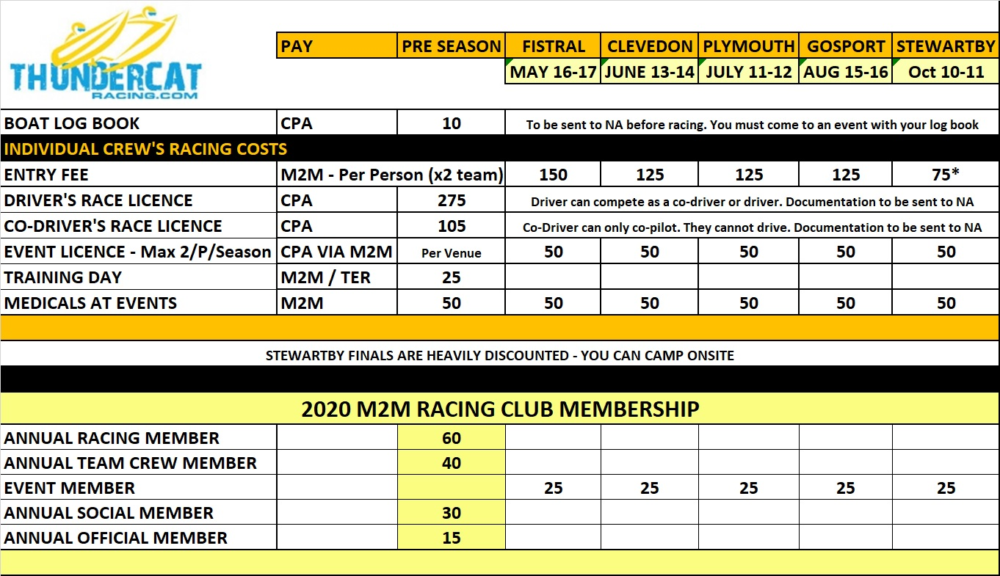 THUNDERCAT
RACING.COM
PAY PRE SEASON FISTRAL CLEVEDON PLYMOUTH GOSPORT STEWARTBY
MAY 16-17 JUNE 13-14 JULY 11-12 AUG 15-16 Oct 10-11
BOAT LOG BOOK CPA 10 To be sent to NA before racing. You must come to an event with your log book
INDIVIDUAL CREW'S RACING COSTS
ENTRY FEE M2M - Per Person (x2 team) 150 125 125 125 75*
DRIVER'S RACE LICENCE CPA 275 Driver can compete as a co-driver or driver. Documentation to be sent to NA
CO-DRIVER'S RACE LICENCE CPA 105 Co-Driver can only co-pilot. They cannot drive. Documentation to be sent to NA
EVENT LICENCE - Max 2/P/Season CPA VIA M2M Per Venue 50 50 50 50 50
TRAINING DAY M2M / TER 25
MEDICALS AT EVENTS M2M 50 50 50 50 50 50
STEWARTBY FINALS ARE HEAVILY DISCOUNTED - YOU CAN CAMP ONSITE
2020 M2M RACING CLUB MEMBERSHIP
ANNUAL RACING MEMBER 60
ANNUAL TEAM CREW MEMBER 40
EVENT MEMBER 25 25 25 25 25
ANNUAL SOCIAL MEMBER 30
ANNUAL OFFICIAL MEMBER 15